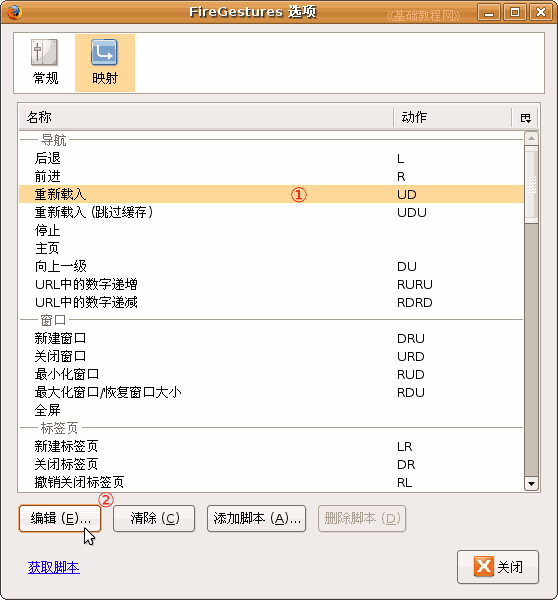 FireGestures 选项
《基础教程网》
常规 映射
名称 动作
导航
后退 L
前进 R
重新载入 ① UD
重新载入 (跳过缓存) UDU
停止
主页
向上一级 DU
URL中的数字递增 RURU
URL中的数字递减 RDRD
窗口
新建窗口 DRU
关闭窗口 URD
最小化窗口 RUD
最大化窗口/恢复窗口大小 RDU
全屏
标签页
新建标签页 LR
关闭标签页 DR
撤销关闭标签页 RL
②
编辑 (E)... 清除 (C) 添加脚本 (A)... 删除脚本 (D)
获取脚本 关闭